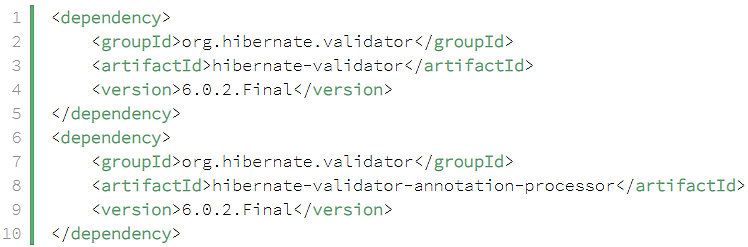 1 <dependency>
2     <groupId>org.hibernate.validator</groupId>
3     <artifactId>hibernate-validator</artifactId>
4     <version>6.0.2.Final</version>
5 </dependency>
6 <dependency>
7     <groupId>org.hibernate.validator</groupId>
8     <artifactId>hibernate-validator-annotation-processor</artifactId>
9     <version>6.0.2.Final</version>
10 </dependency>